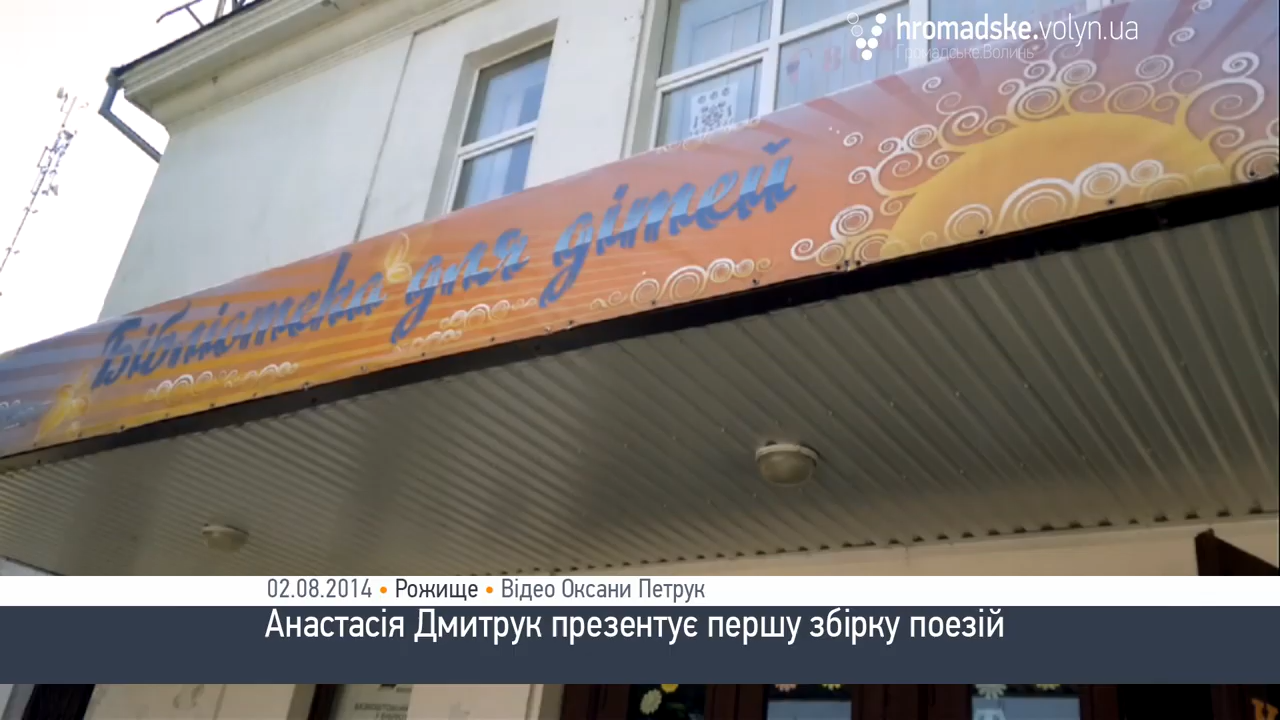 hromadske.volyn.ua
Громадське.Волинь
Бібліотека для дітей
02.08.2014 • Рожище • Відео Оксани Петрук
Анастасія Дмитрук презентує першу збірку поезій